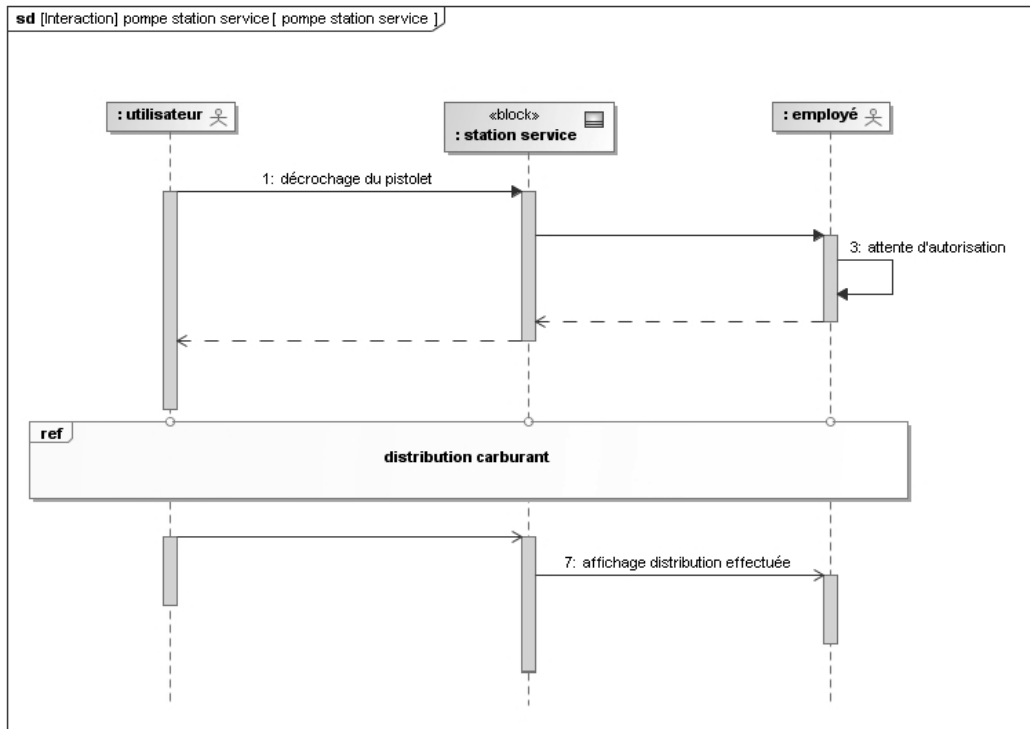 sd [Interaction] pompe station service [ pompe station service ]
: utilisateur
«block»
: station service
: employé
1: décrochage du pistolet
3: attente d'autorisation
ref
distribution carburant
7: affichage distribution effectuée